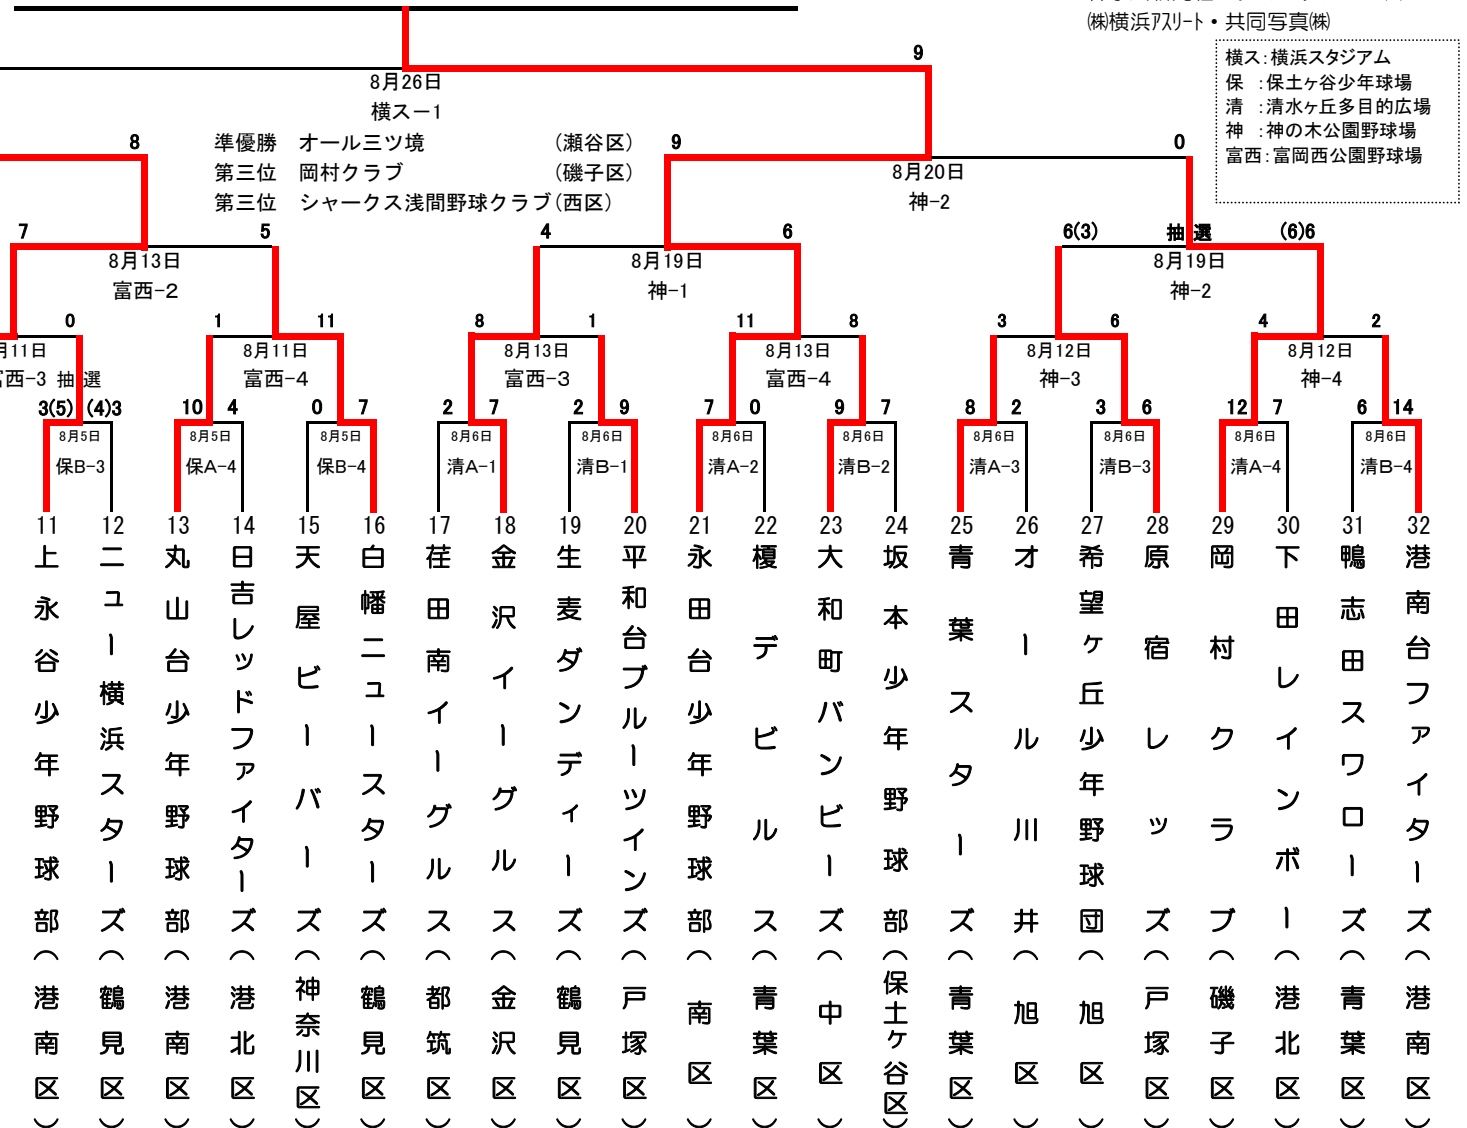 ㈱横浜ｱｽﾘｰﾄ・共同写真㈱
横ス：横浜スタジアム
保　：保土ヶ谷少年球場
清　：清水ヶ丘多目的広場
神　：神の木公園野球場
富西：富岡西公園野球場
9
8月26日
横スー1
準優勝　オール三ツ境　（瀬谷区）
第三位　岡村クラブ　（磯子区）
第三位　シャークス浅間野球クラブ（西区）
8 9 0
8月20日
神-2
7 5 4 6 6(3) 抽選 (6)6
8月13日 8月19日 8月19日
富西-2 神-1 神-2
0 1 11 8 1 11 8 3 6 4 2
月11日 8月11日 8月13日 8月13日 8月12日 8月12日
西-3 抽選 富西-4 富西-3 富西-4 神-3 神-4
3(5) (4)3 10 4 0 7 2 7 2 9 7 0 9 7 8 2 3 6 12 7 6 14
8月5日 8月5日 8月5日 8月6日 8月6日 8月6日 8月6日 8月6日 8月6日 8月6日 8月6日
保B-3 保A-4 保B-4 清A-1 清B-1 清A-2 清B-2 清A-3 清B-3 清A-4 清B-4
11 上永谷少年野球部（港南区）
12 ニュー横浜スターズ（鶴見区）
13 丸山台少年野球部（港南区）
14 日吉レッドファイターズ（港北区）
15 天屋ビーバーズ（神奈川区）
16 白幡ニュースターズ（鶴見区）
17 荏田南イーグルス（都筑区）
18 金沢イーグルス（金沢区）
19 生麦ダンディーズ（鶴見区）
20 平和台ブルーツインズ（戸塚区）
21 永田台少年野球部（南区）
22 榎デビルス（青葉区）
23 大和町バンビーズ（中区）
24 坂本少年野球部（保土ケ谷区）
25 青葉スターズ（青葉区）
26 オール川井（旭区）
27 希望ヶ丘少年野球団（旭区）
28 原宿レッズ（戸塚区）
29 岡村クラブ（磯子区）
30 下田レインボー（港北区）
31 鴨志田スワローズ（青葉区）
32 港南台ファイターズ（港南区）